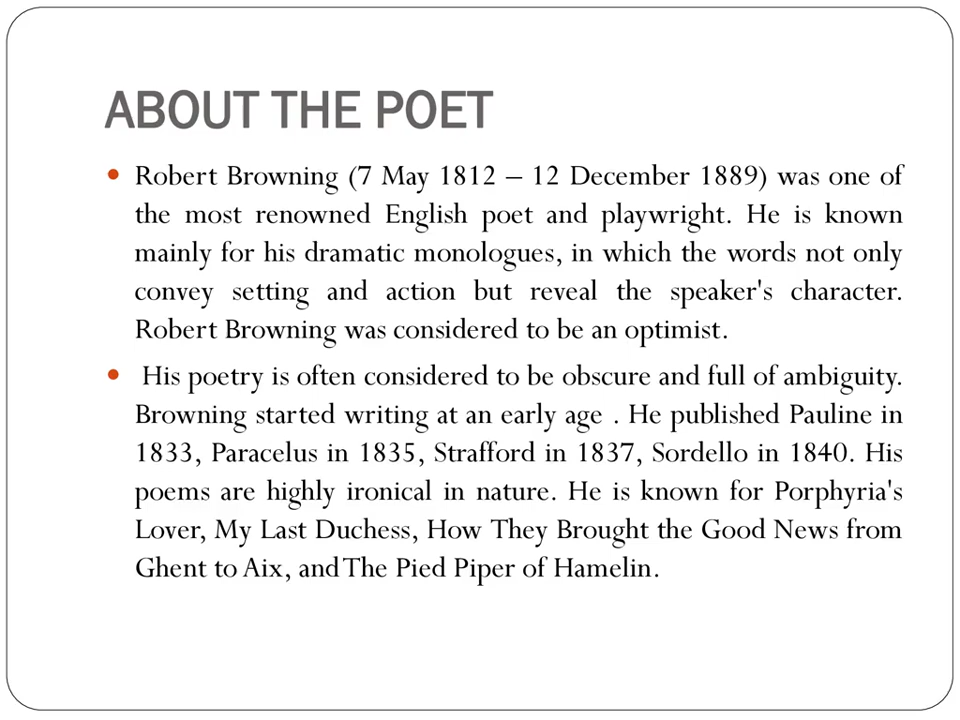 ABOUT THE POET
• Robert Browning (7 May 1812 – 12 December 1889) was one of
the most renowned English poet and playwright. He is known
mainly for his dramatic monologues, in which the words not only
convey setting and action but reveal the speaker's character.
Robert Browning was considered to be an optimist.
• His poetry is often considered to be obscure and full of ambiguity.
Browning started writing at an early age . He published Pauline in
1833, Paracelus in 1835, Strafford in 1837, Sordello in 1840. His
poems are highly ironical in nature. He is known for Porphyria's
Lover, My Last Duchess, How They Brought the Good News from
Ghent to Aix, and The Pied Piper of Hamelin.